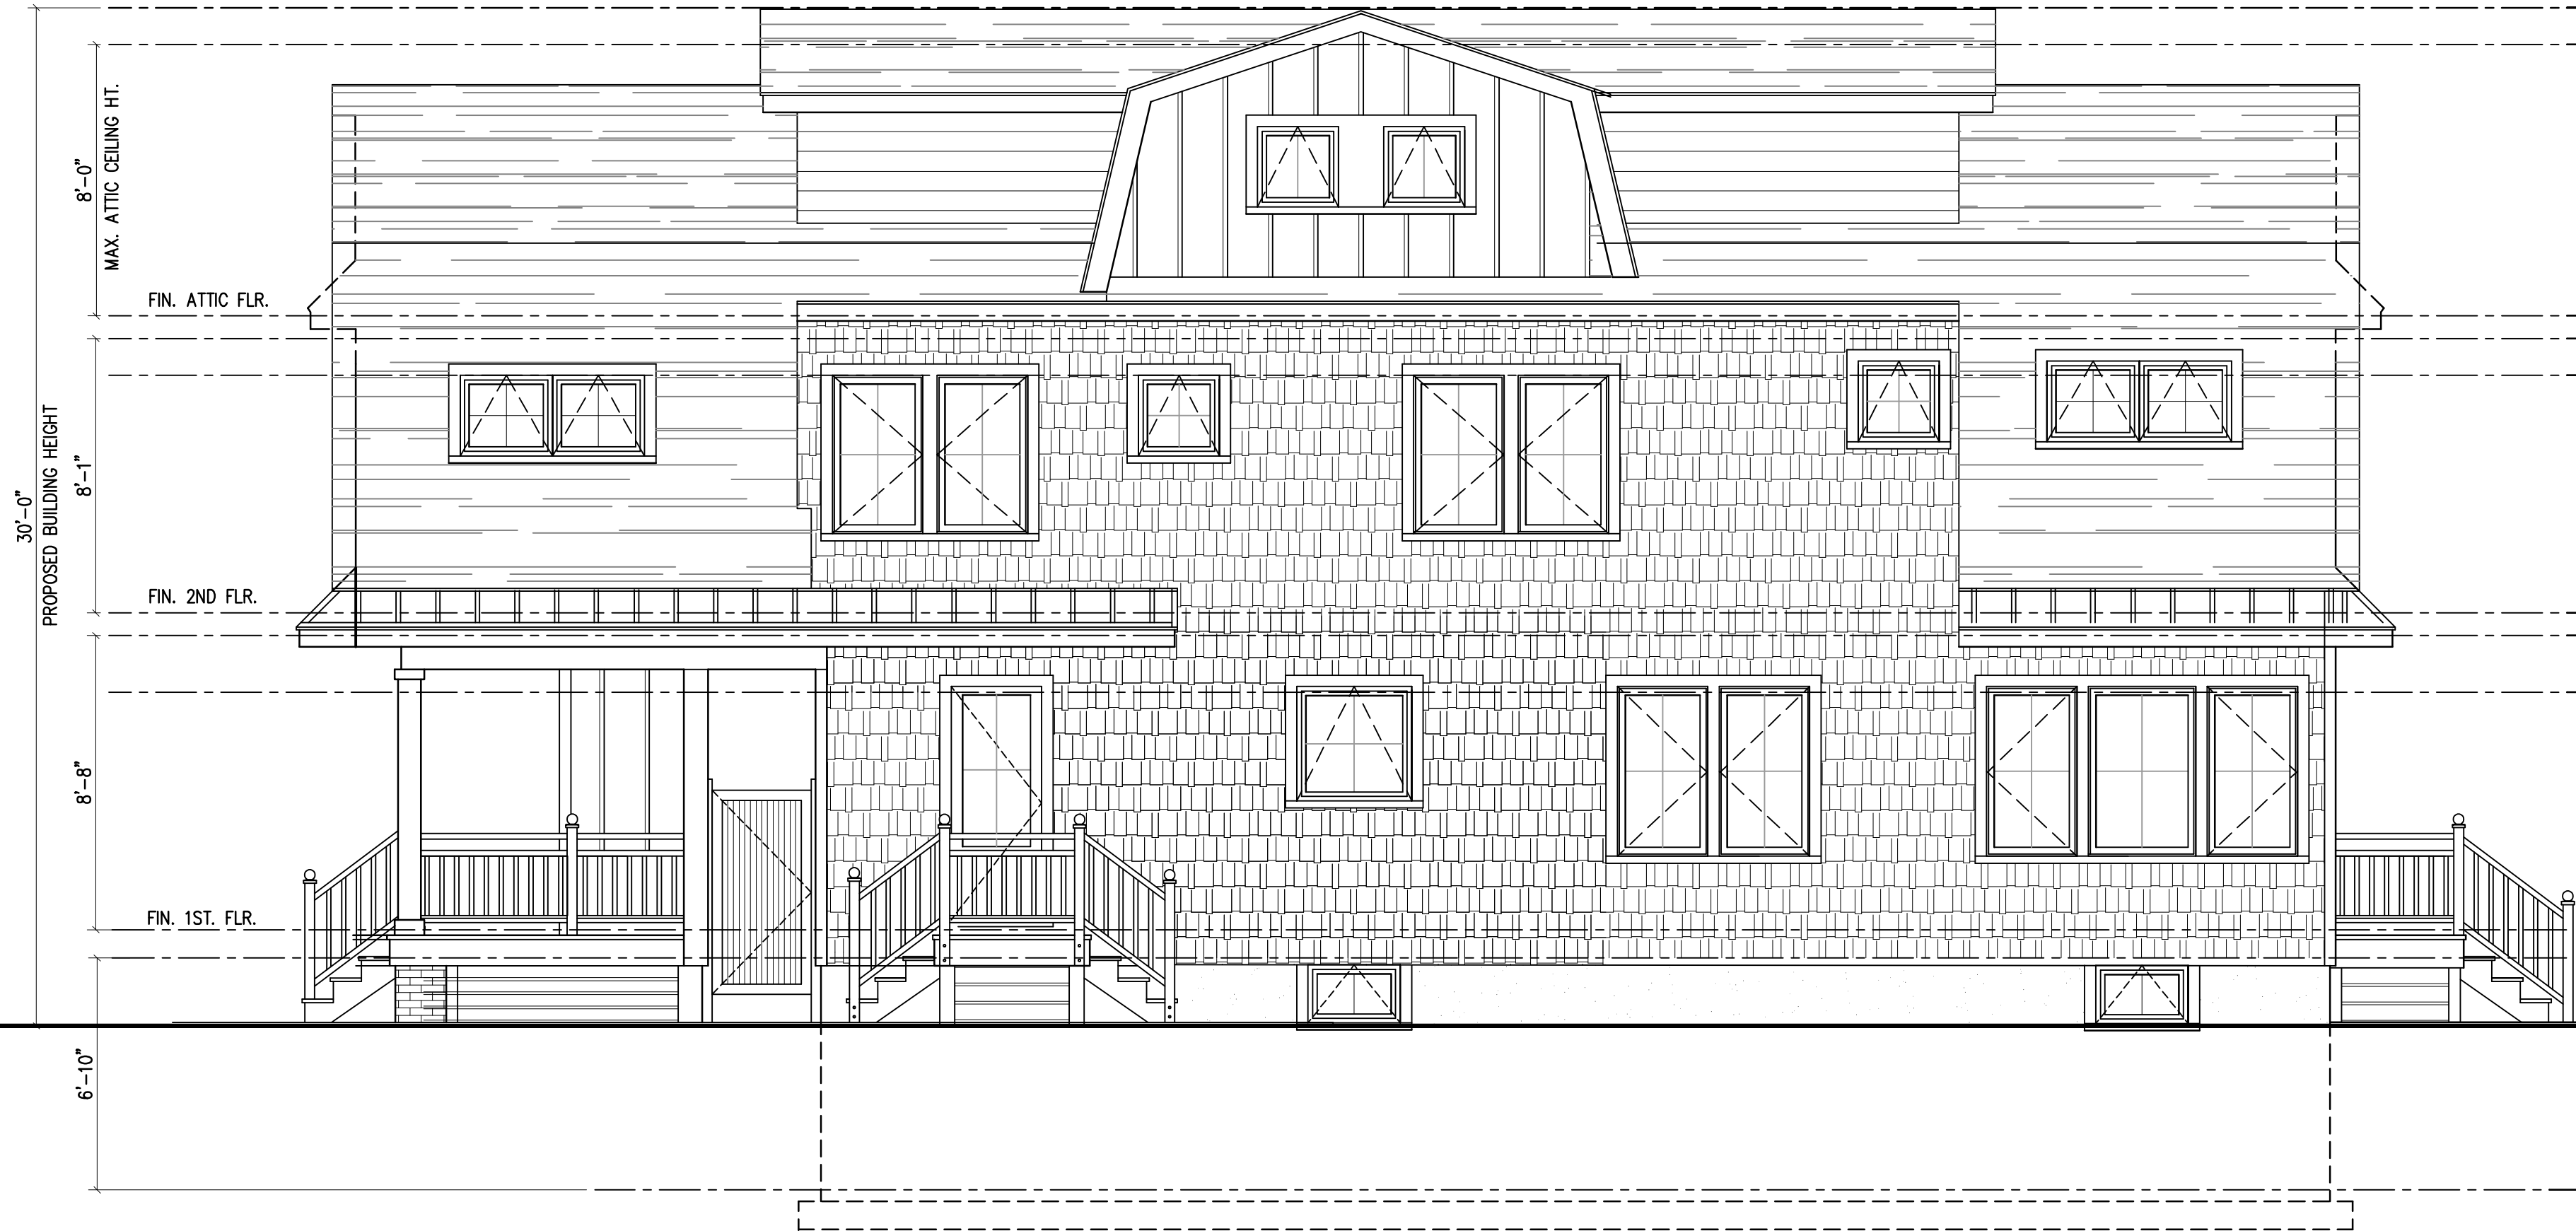 30'-0"
PROPOSED BUILDING HEIGHT
8'-0"
MAX. ATTIC CEILING HT.
FIN. ATTIC FLR.
8'-1"
FIN. 2ND FLR.
8'-8"
FIN. 1ST. FLR.
6'-10"